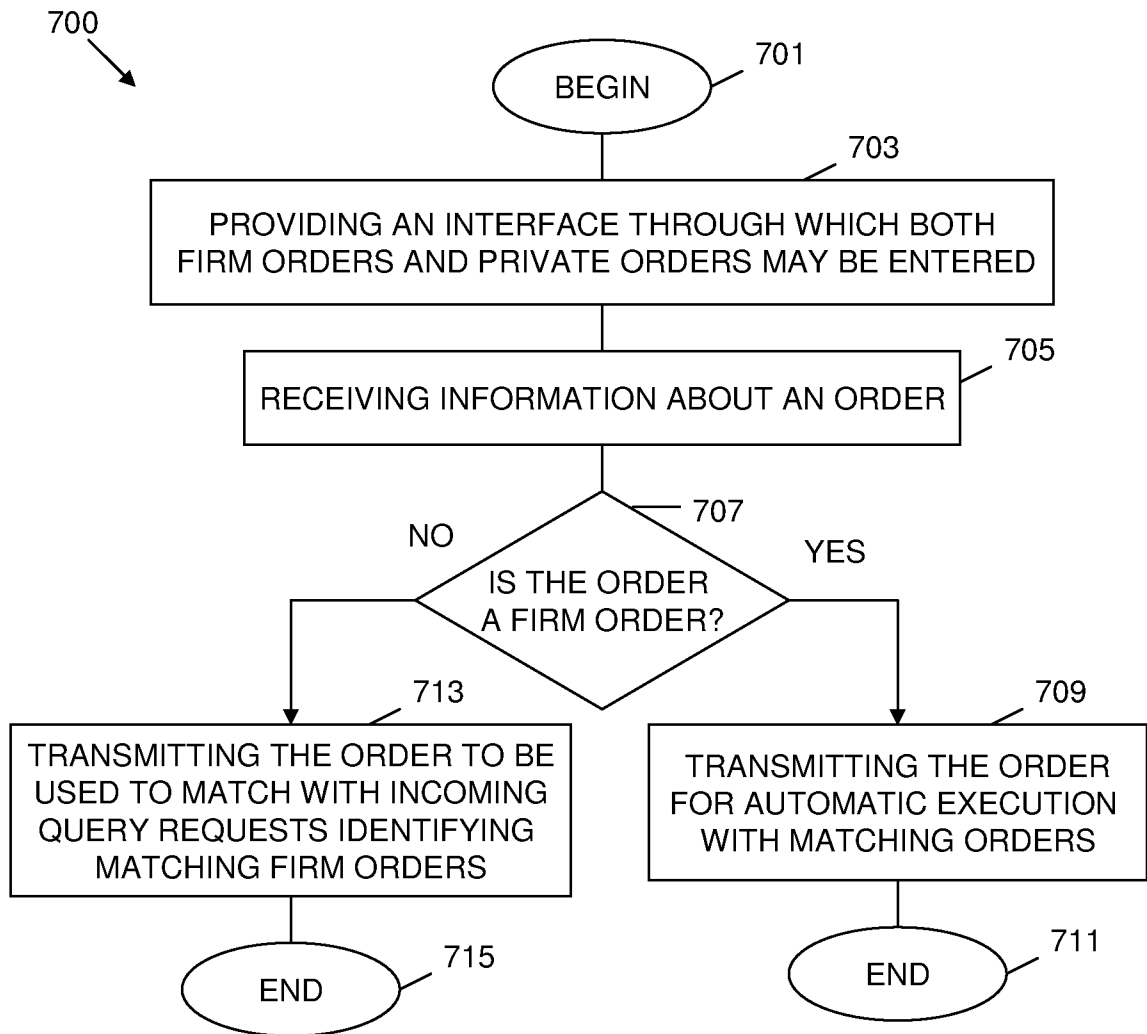 700
701
BEGIN
703
PROVIDING AN INTERFACE THROUGH WHICH BOTH
FIRM ORDERS AND PRIVATE ORDERS MAY BE ENTERED
705
RECEIVING INFORMATION ABOUT AN ORDER
707
NO
YES
IS THE ORDER
A FIRM ORDER?
713
TRANSMITTING THE ORDER TO BE
USED TO MATCH WITH INCOMING
QUERY REQUESTS IDENTIFYING
MATCHING FIRM ORDERS
709
TRANSMITTING THE ORDER
FOR AUTOMATIC EXECUTION
WITH MATCHING ORDERS
715
END
711
END